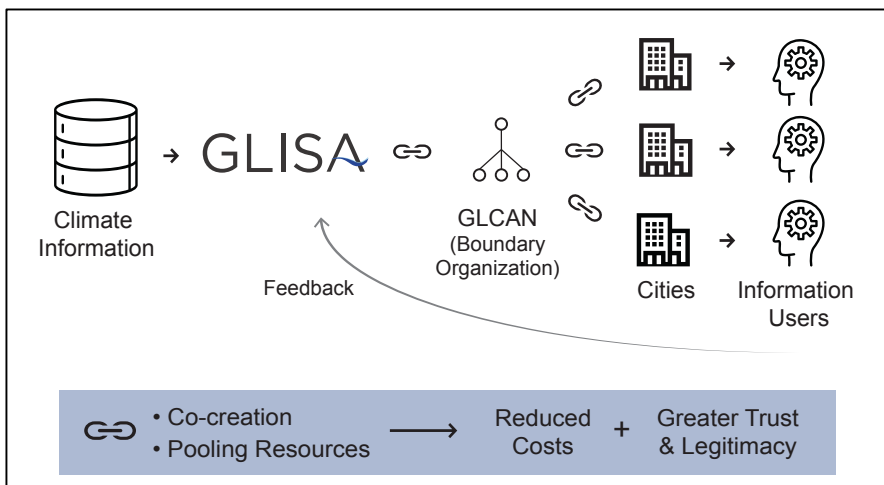 Climate
Information
GLISA
GLCAN
(Boundary
Organization)
Cities
Information
Users
Feedback
• Co-creation
• Pooling Resources
Reduced
Costs
+
Greater Trust
& Legitimacy